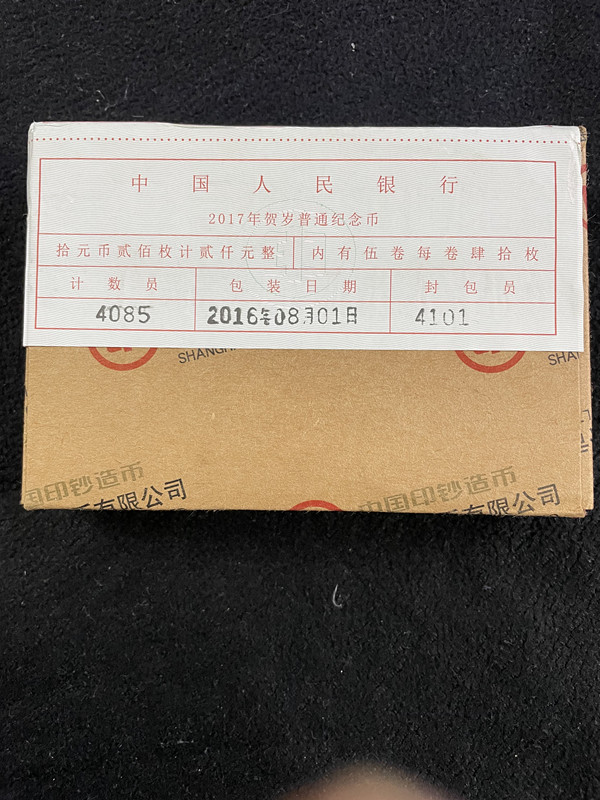 中国人民银行
2017年贺岁普通纪念币
拾元币贰佰枚计贰仟元整 内有伍卷每卷肆拾枚
计数员 包装日期 封包员
4085 2016年08月01日 4101
SHANGH
SHA
国印钞造币 中国印钞造币
有限公司 有限公司